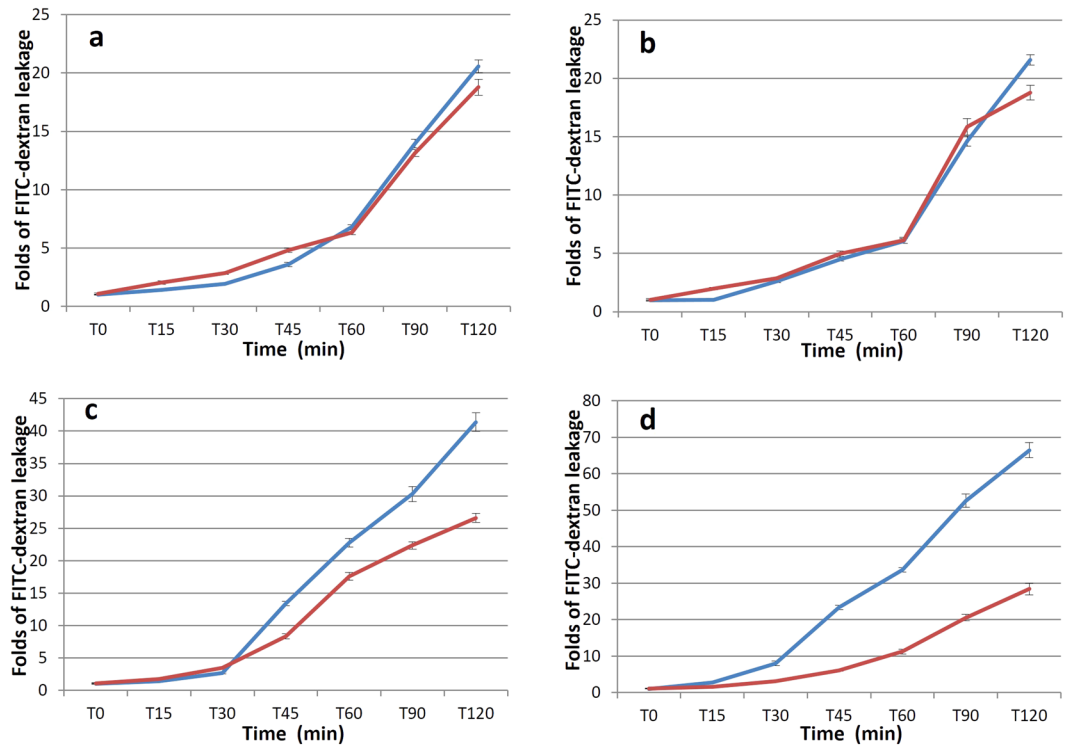 a
Folds of FITC-dextran leakage
25
20
15
10
5
0
T0 T15 T30 T45 T60 T90 T120
Time (min)
b
Folds of FITC-dextran leakage
25
20
15
10
5
0
T0 T15 T30 T45 T60 T90 T120
Time (min)
c
Folds of FITC-dextran leakage
45
40
35
30
25
20
15
10
5
0
T0 T15 T30 T45 T60 T90 T120
Time (min)
d
Folds of FITC-dextran leakage
80
70
60
50
40
30
20
10
0
T0 T15 T30 T45 T60 T90 T120
Time (min)